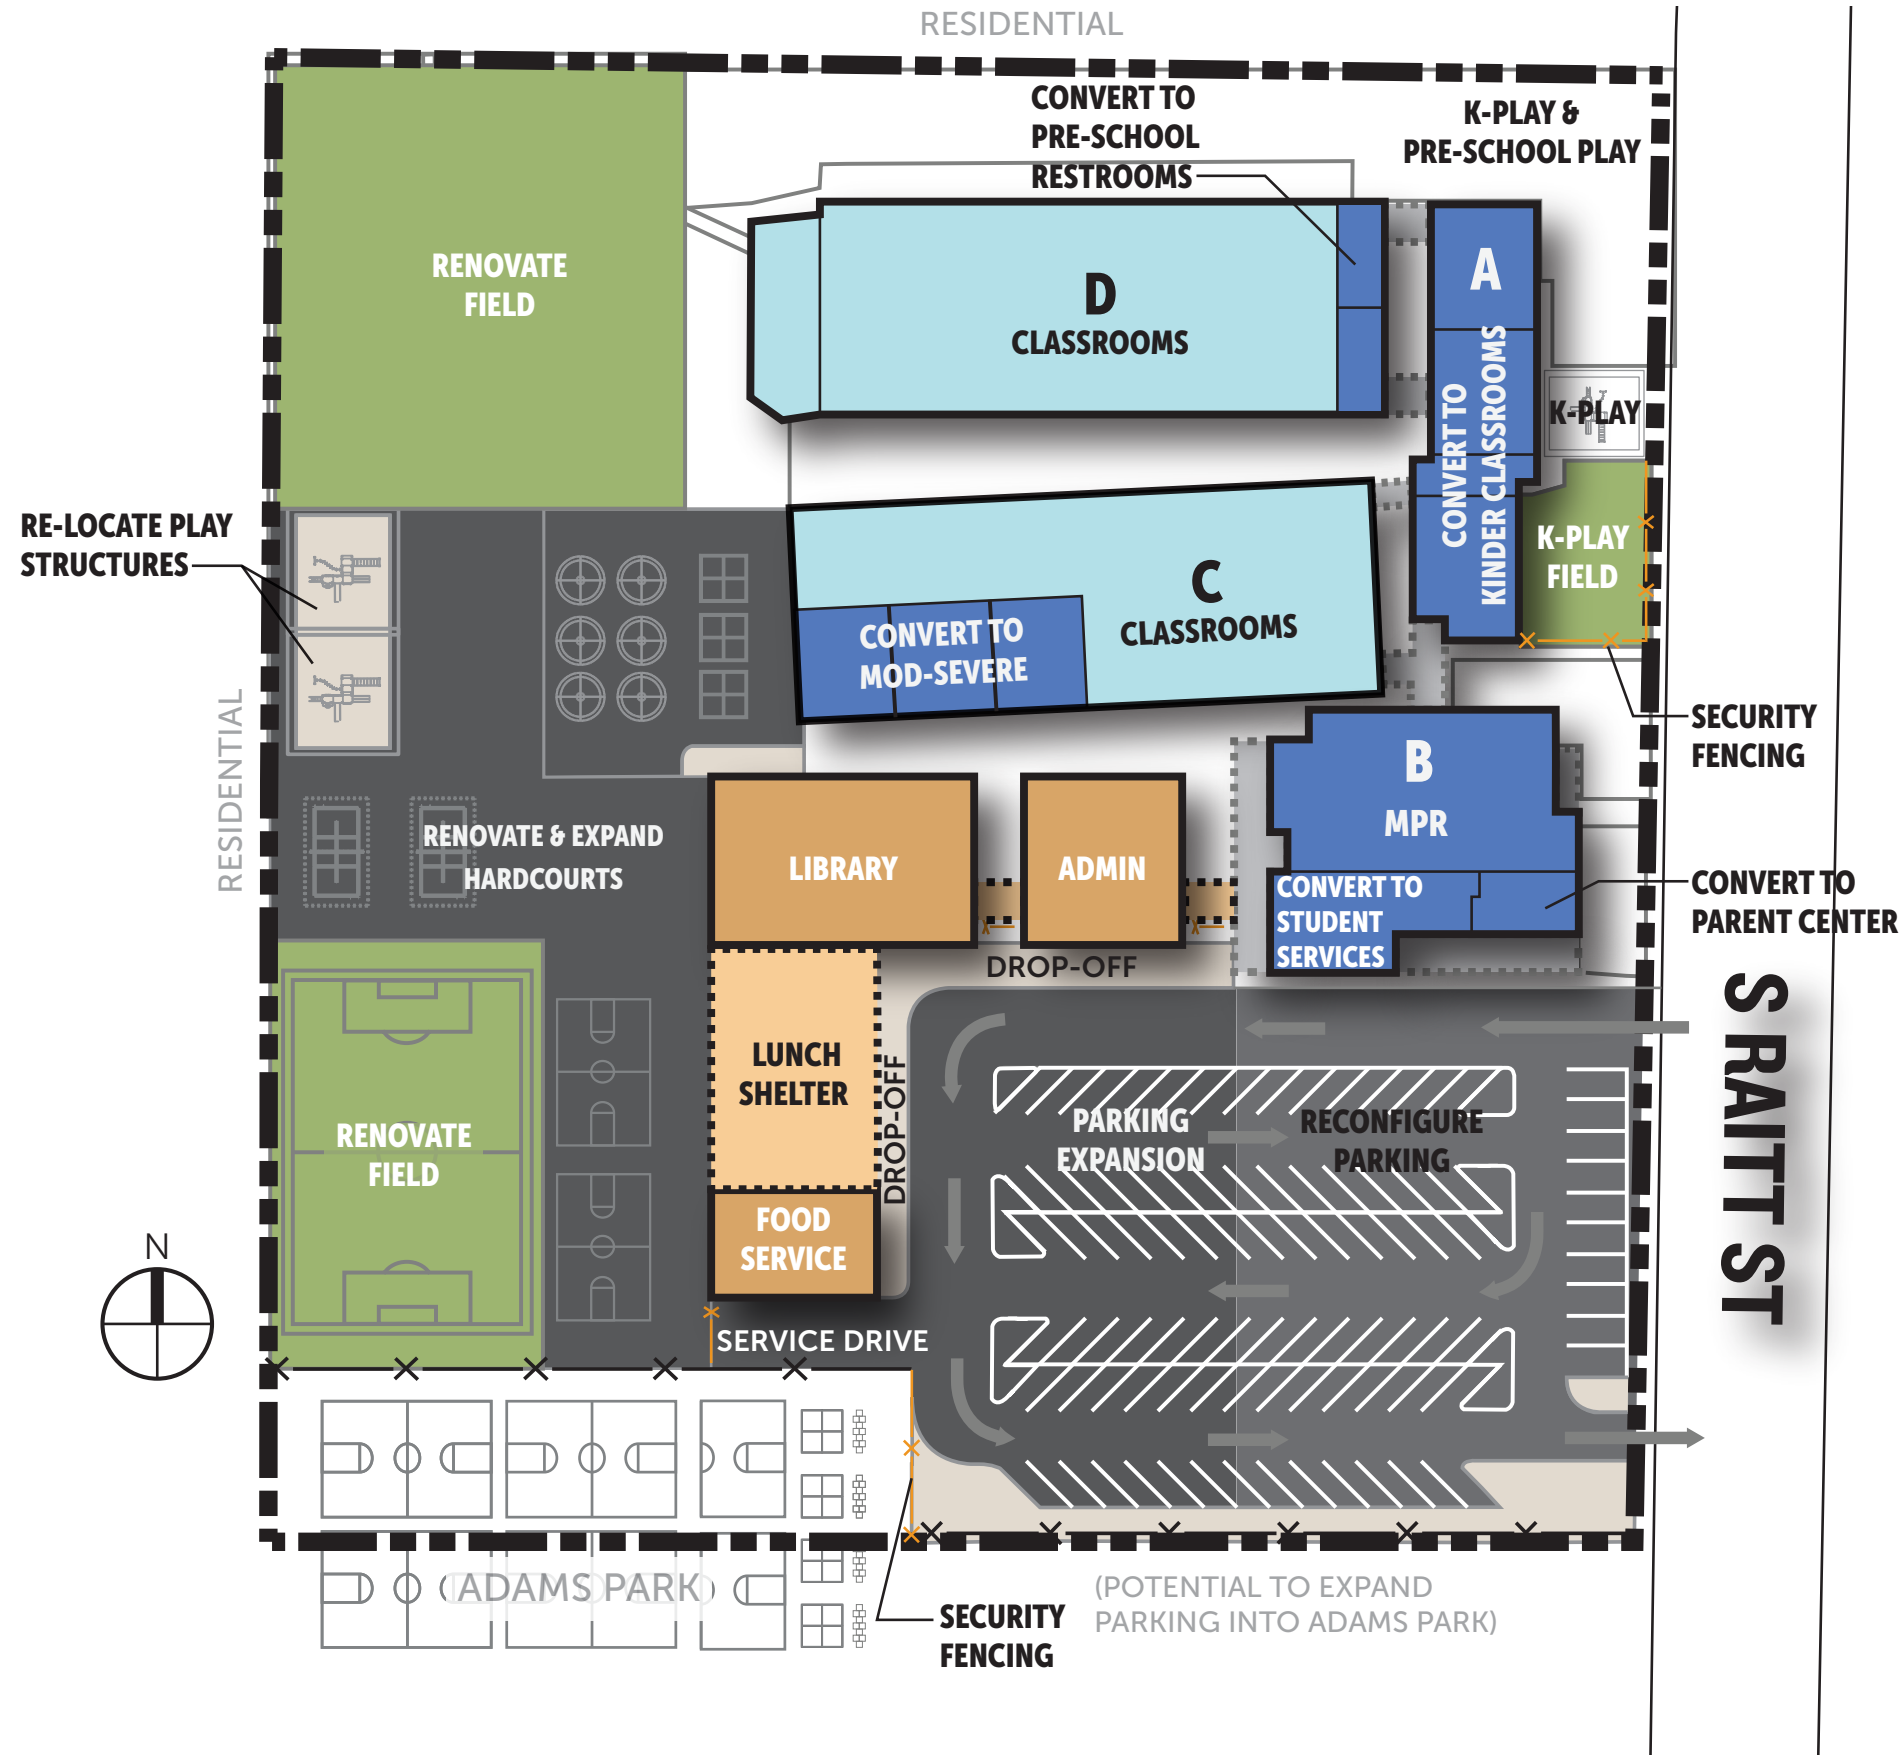 RESIDENTIAL
CONVERT TO
PRE-SCHOOL
RESTROOMS
K-PLAY &
PRE-SCHOOL PLAY
RENOVATE
FIELD
D
CLASSROOMS
A
CONVERT TO
KINDER CLASSROOMS
K-PLAY
K-PLAY
FIELD
RE-LOCATE PLAY
STRUCTURES
C
CLASSROOMS
CONVERT TO
MOD-SEVERE
SECURITY
FENCING
RESIDENTIAL
B
MPR
RENOVATE & EXPAND
HARDCOURTS
LIBRARY
ADMIN
CONVERT TO
STUDENT
SERVICES
CONVERT TO
PARENT CENTER
DROP-OFF
S RAITT ST
LUNCH
SHELTER
DROP-OFF
PARKING
EXPANSION
RECONFIGURE
PARKING
RENOVATE
FIELD
FOOD
SERVICE
N
SERVICE DRIVE
ADAMS PARK
SECURITY
FENCING
(POTENTIAL TO EXPAND
PARKING INTO ADAMS PARK)